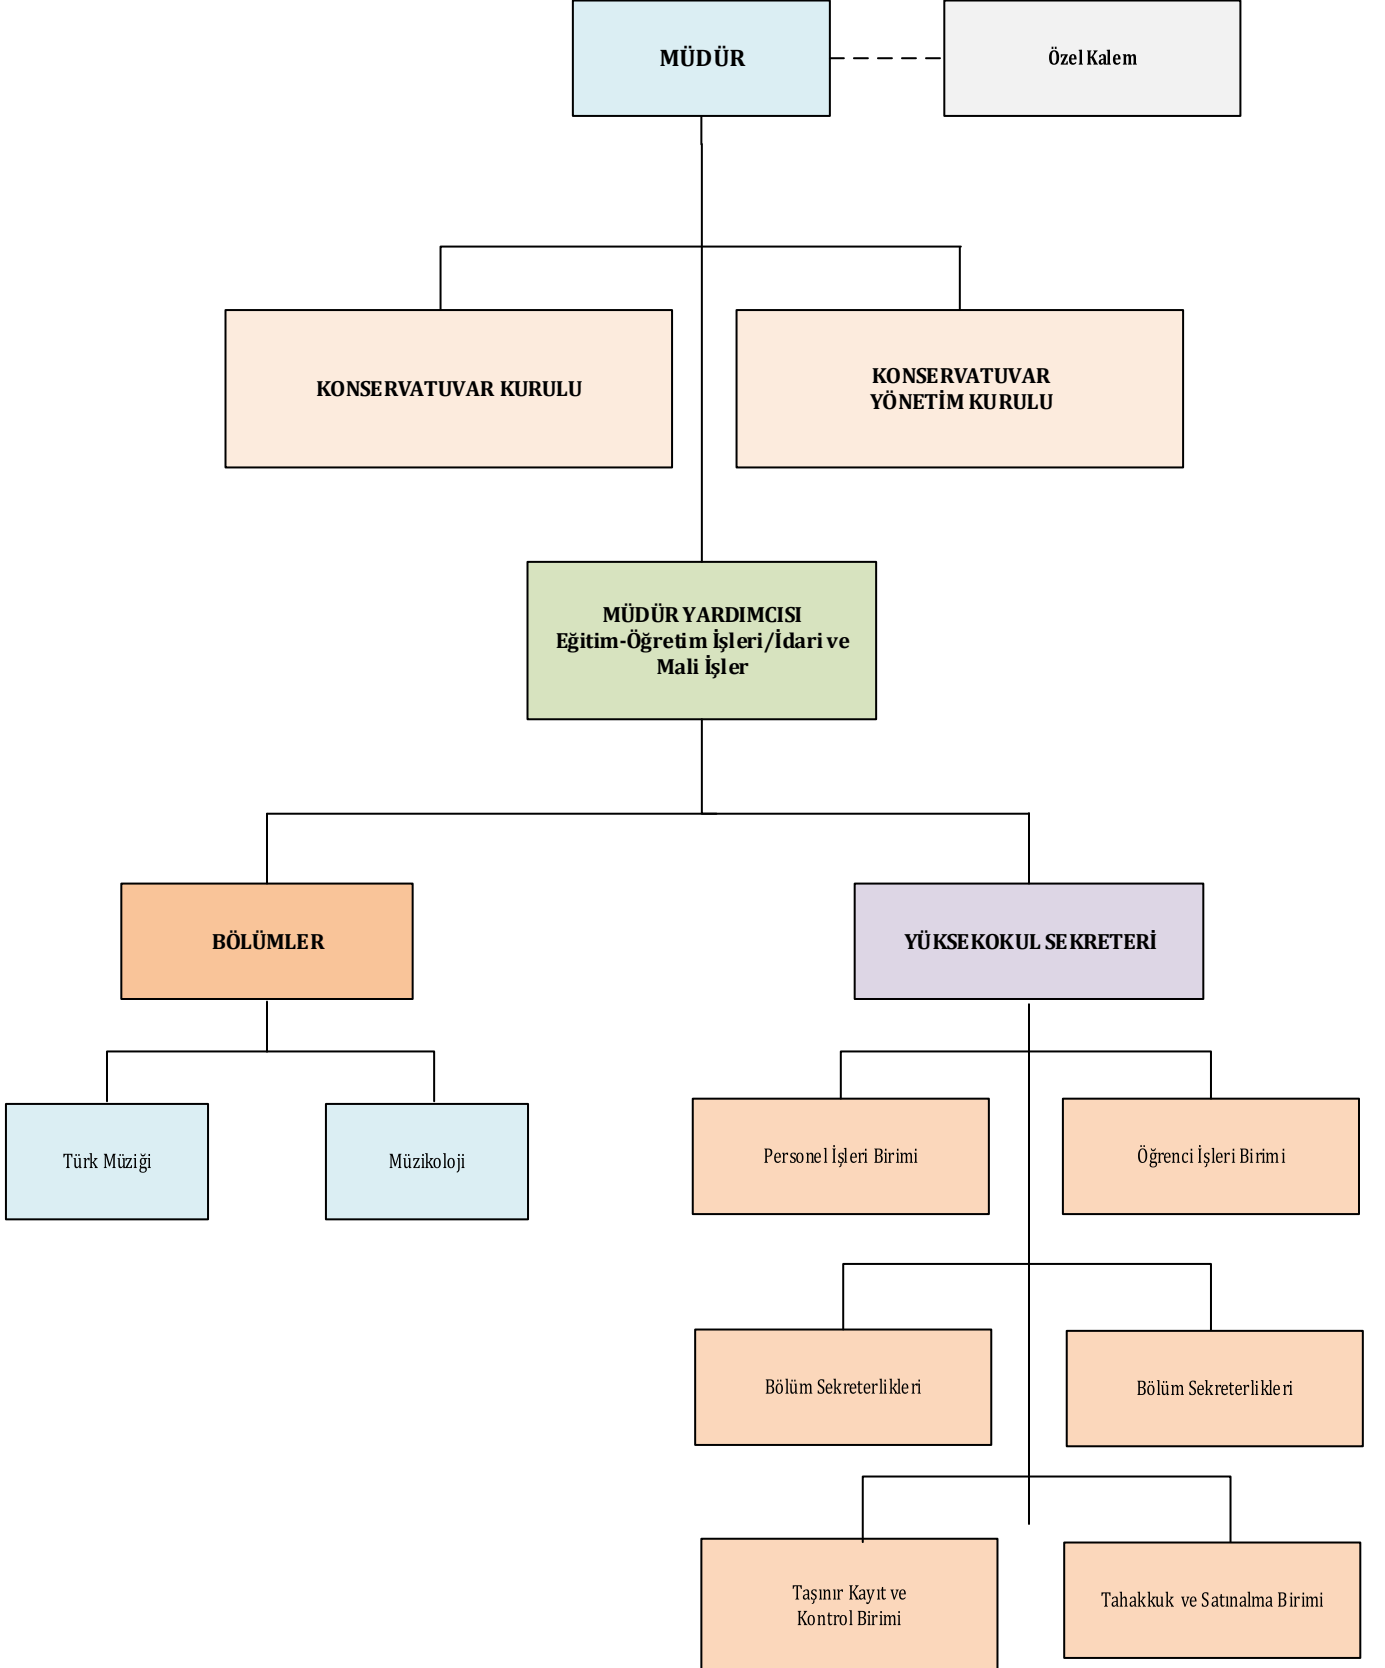 MÜDÜR
Özel Kalem
KONSERVATUVAR KURULU
KONSERVATUVAR
YÖNETİM KURULU
MÜDÜR YARDIMCISI
Eğitim-Öğretim İşleri/İdari ve
Mali İşler
BÖLÜMLER
YÜKSEKOKUL SEKRETERİ
Türk Müziği
Müzikoloji
Personel İşleri Birimi
Öğrenci İşleri Birimi
Bölüm Sekreterlikleri
Bölüm Sekreterlikleri
Taşınır Kayıt ve
Kontrol Birimi
Tahakkuk ve Satınalma Birimi